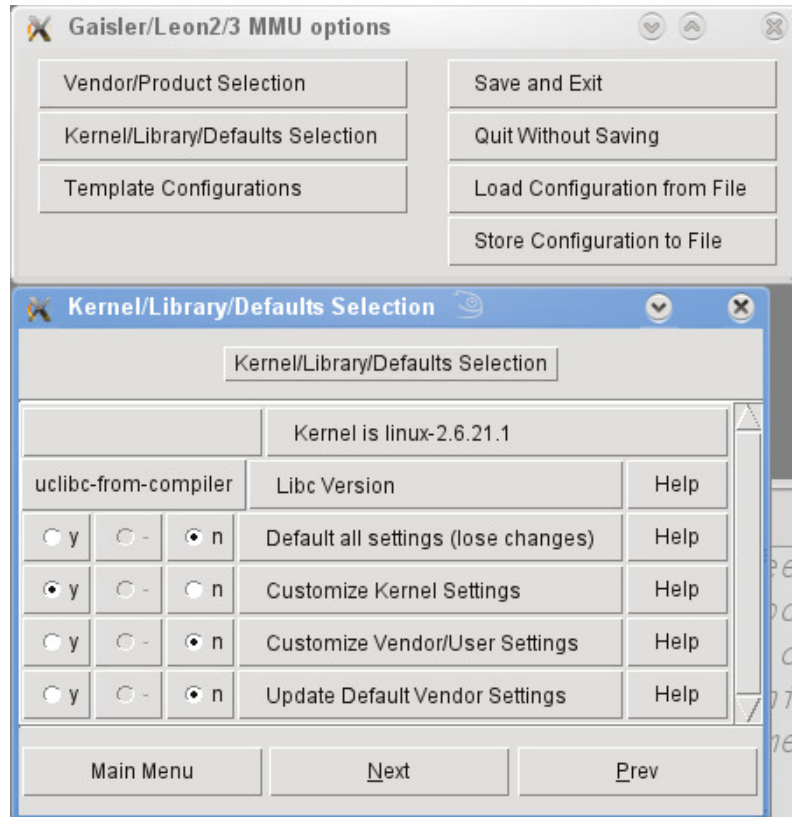 Gaisler/Leon2/3 MMU options
Vendor/Product Selection
Save and Exit
Kernel/Library/Defaults Selection
Quit Without Saving
Template Configurations
Load Configuration from File
Store Configuration to File
Kernel/Library/Defaults Selection
Kernel/Library/Defaults Selection
Kernel is linux-2.6.21.1
uclibc-from-compiler Libc Version Help
y - n Default all settings (lose changes) Help
y - n Customize Kernel Settings Help
y - n Customize Vendor/User Settings Help
y - n Update Default Vendor Settings Help
Main Menu Next Prev